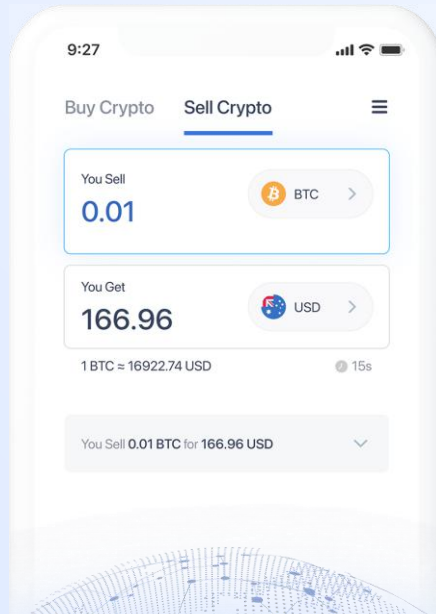 9:27
Buy Crypto Sell Crypto
You Sell
0.01
BTC
You Get
166.96
USD
1 BTC ≈ 16922.74 USD 15s
You Sell 0.01 BTC for 166.96 USD